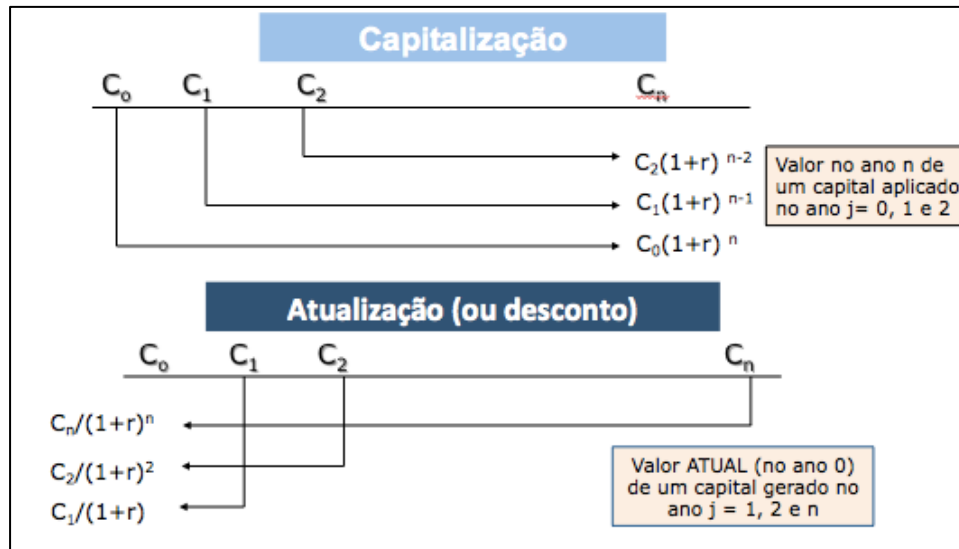 Capitalização
C₀ C₁ C₂ Cₙ
C₂(1+r) ⁿ⁻²
C₁(1+r) ⁿ⁻¹
C₀(1+r) ⁿ
Valor no ano n de
um capital aplicado
no ano j= 0, 1 e 2
Atualização (ou desconto)
C₀ C₁ C₂ Cₙ
Cₙ/(1+r)ⁿ
C₂/(1+r)²
C₁/(1+r)
Valor ATUAL (no ano 0)
de um capital gerado no
ano j = 1, 2 e n